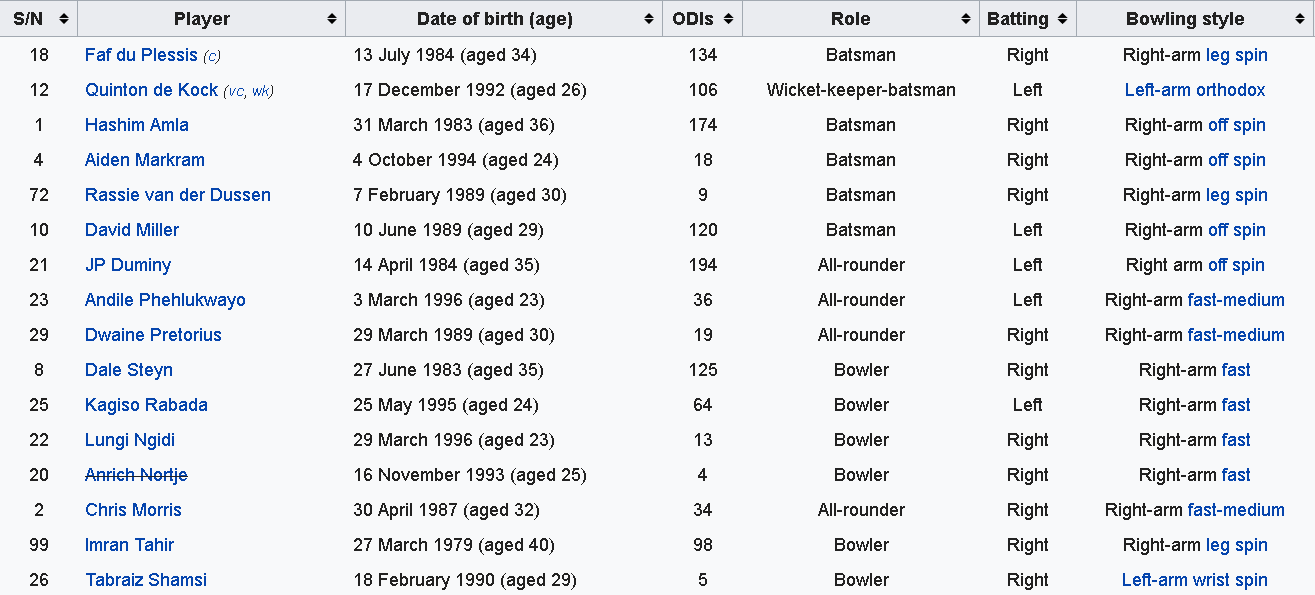 S/N Player Date of birth (age) ODIs Role Batting Bowling style
18 Faf du Plessis (c) 13 July 1984 (aged 34) 134 Batsman Right Right-arm leg spin
12 Quinton de Kock (vc, wk) 17 December 1992 (aged 26) 106 Wicket-keeper-batsman Left Left-arm orthodox
1 Hashim Amla 31 March 1983 (aged 36) 174 Batsman Right Right-arm off spin
4 Aiden Markram 4 October 1994 (aged 24) 18 Batsman Right Right-arm off spin
72 Rassie van der Dussen 7 February 1989 (aged 30) 9 Batsman Right Right-arm leg spin
10 David Miller 10 June 1989 (aged 29) 120 Batsman Left Right-arm off spin
21 JP Duminy 14 April 1984 (aged 35) 194 All-rounder Left Right arm off spin
23 Andile Phehlukwayo 3 March 1996 (aged 23) 36 All-rounder Left Right-arm fast-medium
29 Dwaine Pretorius 29 March 1989 (aged 30) 19 All-rounder Right Right-arm fast-medium
8 Dale Steyn 27 June 1983 (aged 35) 125 Bowler Right Right-arm fast
25 Kagiso Rabada 25 May 1995 (aged 24) 64 Bowler Left Right-arm fast
22 Lungi Ngidi 29 March 1996 (aged 23) 13 Bowler Right Right-arm fast
20 Anrich Nortje 16 November 1993 (aged 25) 4 Bowler Right Right-arm fast
2 Chris Morris 30 April 1987 (aged 32) 34 All-rounder Right Right-arm fast-medium
99 Imran Tahir 27 March 1979 (aged 40) 98 Bowler Right Right-arm leg spin
26 Tabraiz Shamsi 18 February 1990 (aged 29) 5 Bowler Right Left-arm wrist spin